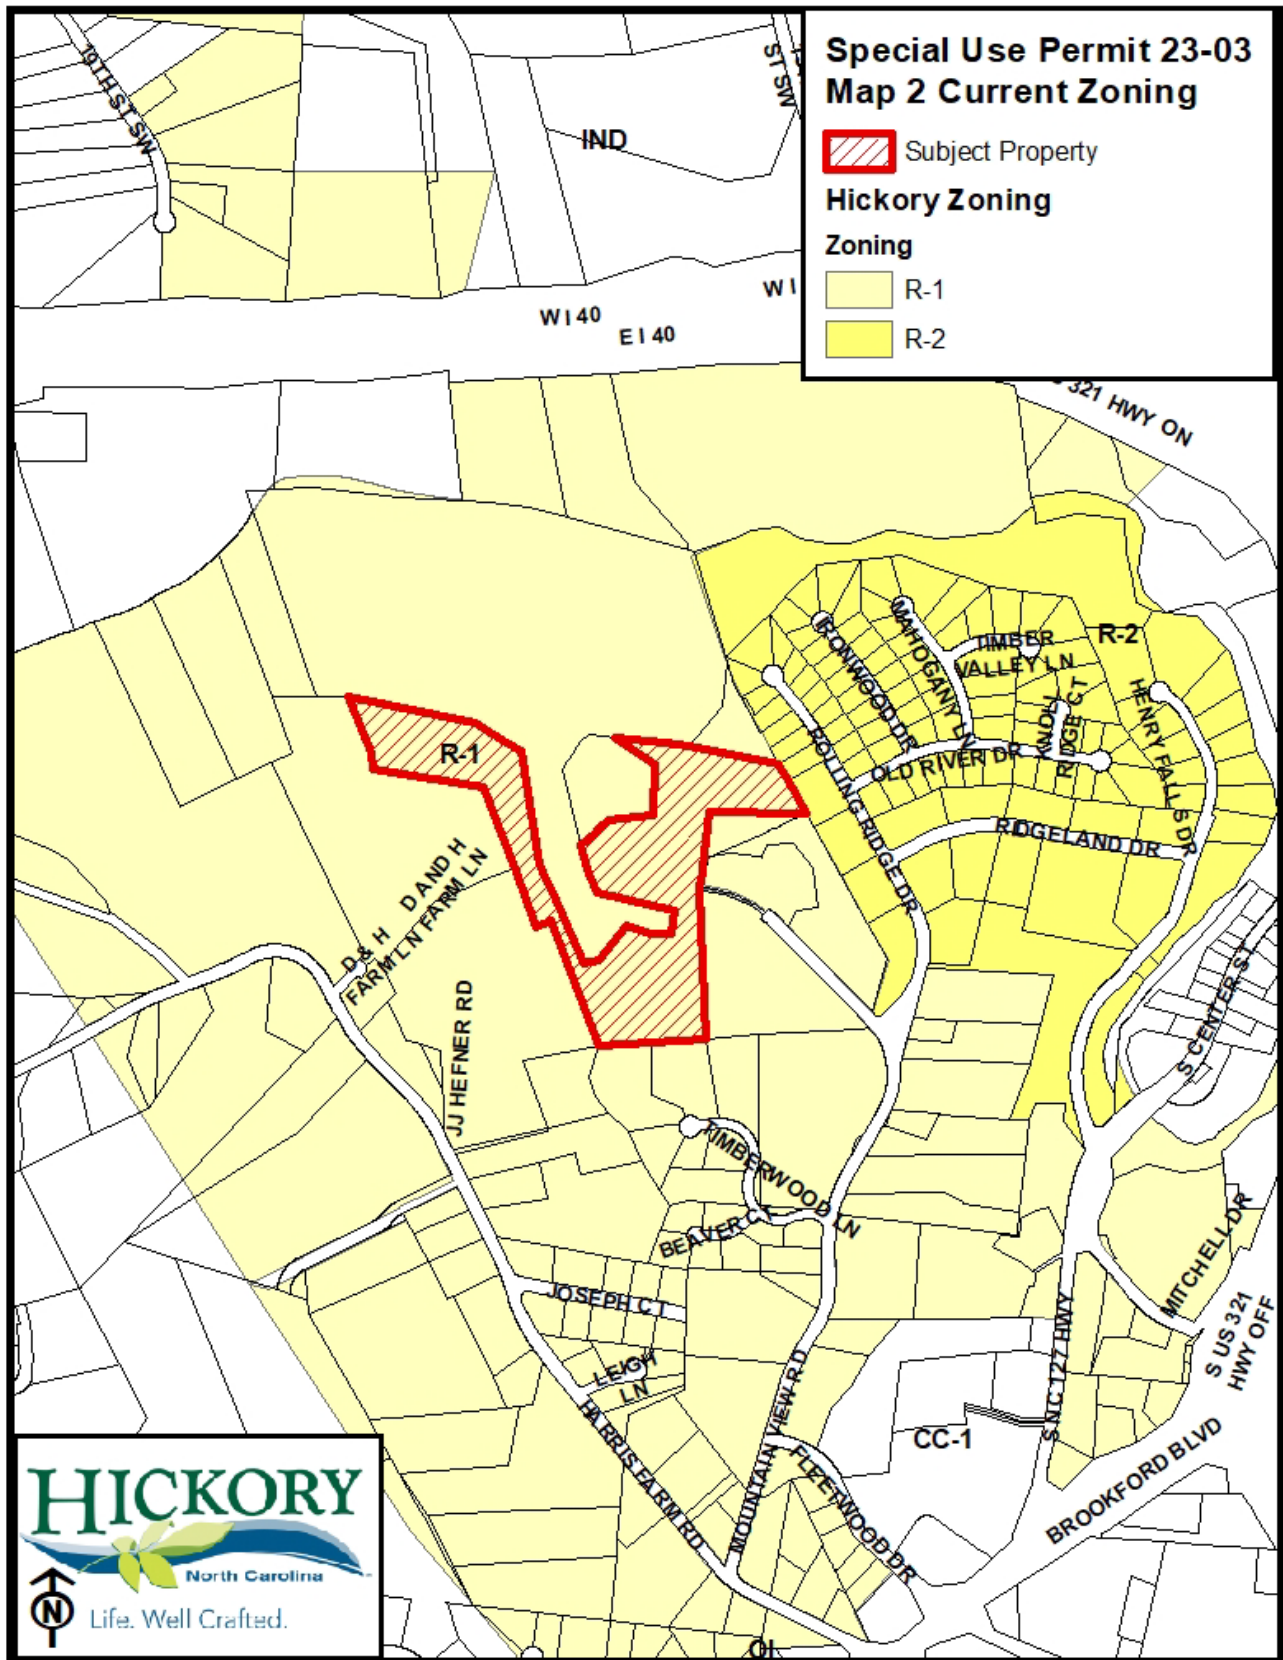 Special Use Permit 23-03
Map 2 Current Zoning
Subject Property
Hickory Zoning
Zoning
R-1
R-2
19TH ST SW
ST SW
IND
W I 40
W I
E I 40
321 HWY ON
R-2
IRONWOOD DR
MAHOGANY LN
TIMBER
VALLEY LN
KNOLL
RIDGE CT
HENRY FALLS DR
ROLLING RIDGE DR
OLD RIVER DR
RIDGELAND DR
R-1
D AND H
FARM LN
D & H
FARM LN
JJ HEFNER RD
S CENTER ST
TIMBERWOOD LN
BEAVER CT
JOSEPH CT
LEIGH
LN
HARRIS FARM RD
MOUNTAIN VIEW RD
FLEETWOOD DR
CC-1
S NC 127 HWY
MITCHELL DR
S US 321
HWY OFF
BROOKFORD BLVD
OI
HICKORY
North Carolina
N
Life. Well Crafted.